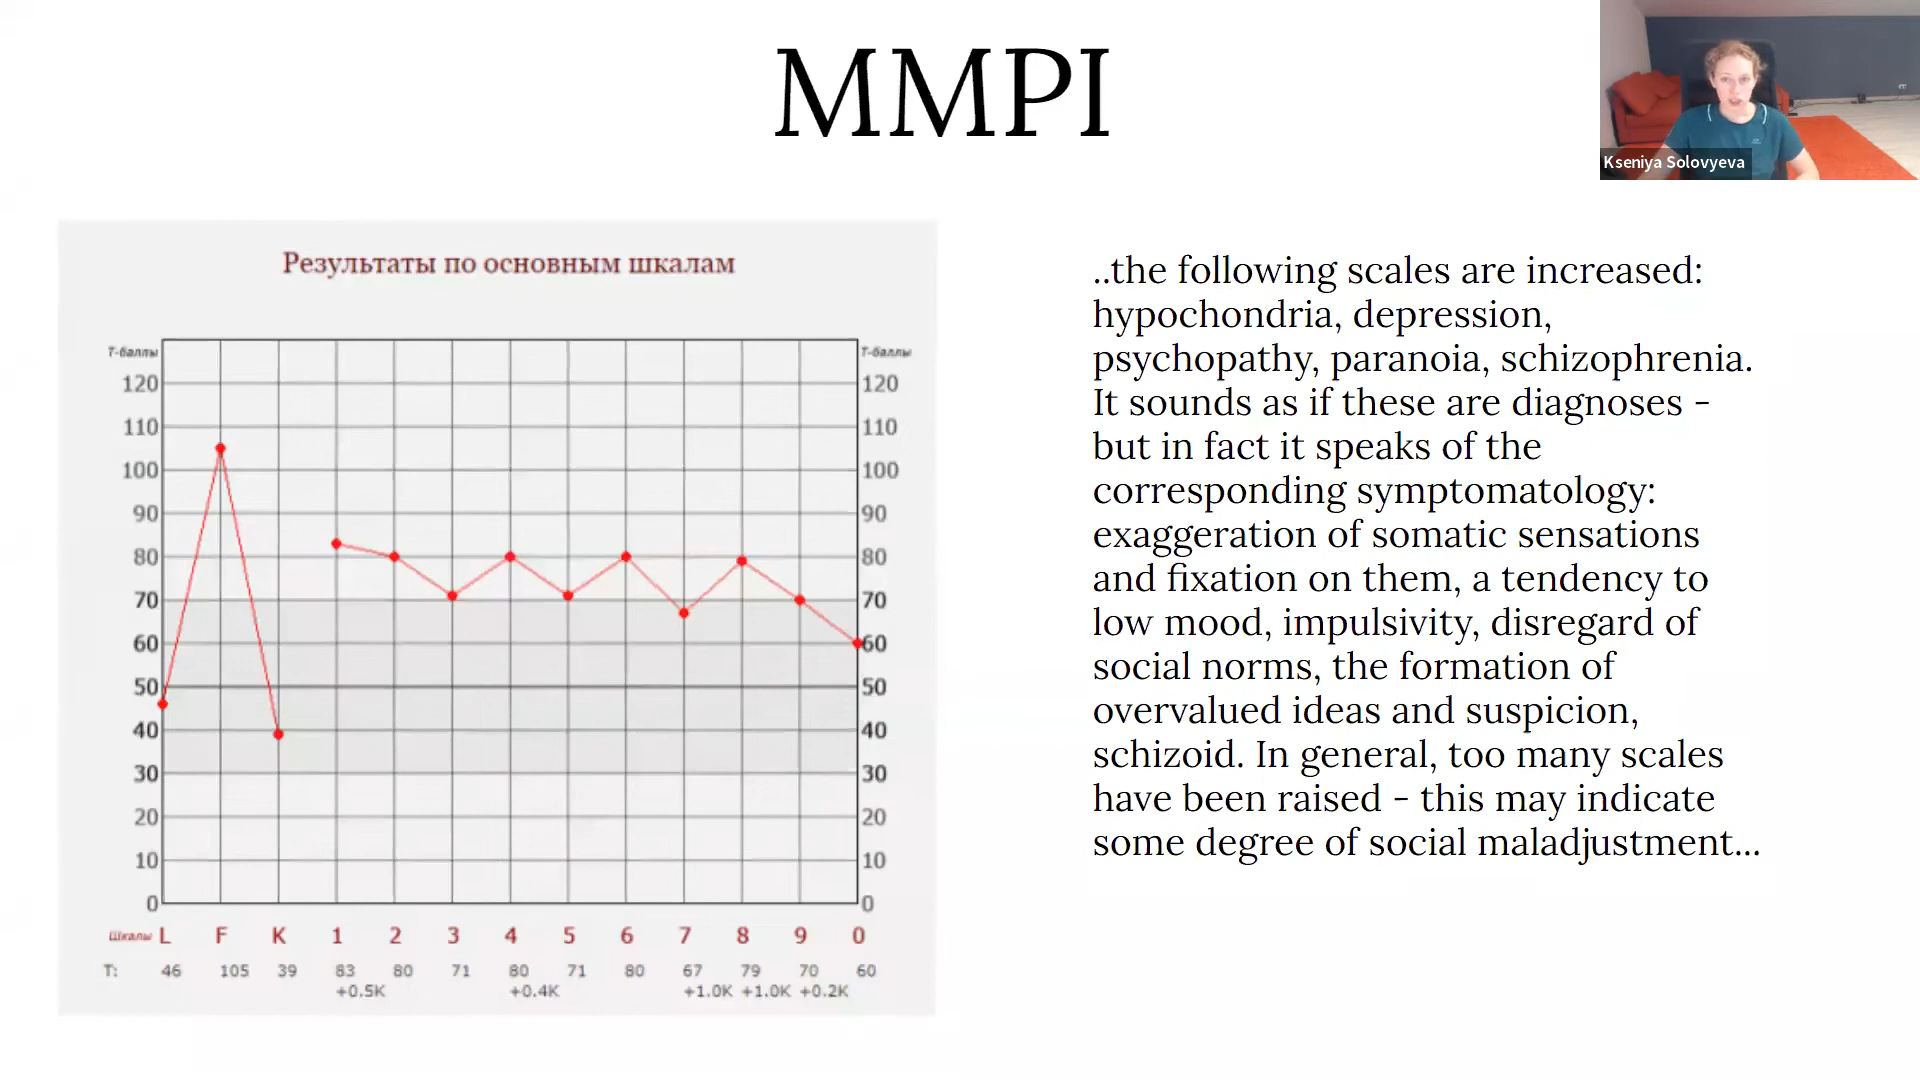 MMPI
Kseniya Solovyeva
Результаты по основным шкалам
Т-баллы Т-баллы
120 120
110 110
100 100
90 90
80 80
70 70
60 60
50 50
40 40
30 30
20 20
10 10
0 0
Шкалы L F K 1 2 3 4 5 6 7 8 9 0
T: 46 105 39 83 80 71 80 71 80 67 79 70 60
+0.5K +0.4K +1.0K +1.0K +0.2K
..the following scales are increased:
hypochondria, depression,
psychopathy, paranoia, schizophrenia.
It sounds as if these are diagnoses -
but in fact it speaks of the
corresponding symptomatology:
exaggeration of somatic sensations
and fixation on them, a tendency to
low mood, impulsivity, disregard of
social norms, the formation of
overvalued ideas and suspicion,
schizoid. In general, too many scales
have been raised - this may indicate
some degree of social maladjustment...